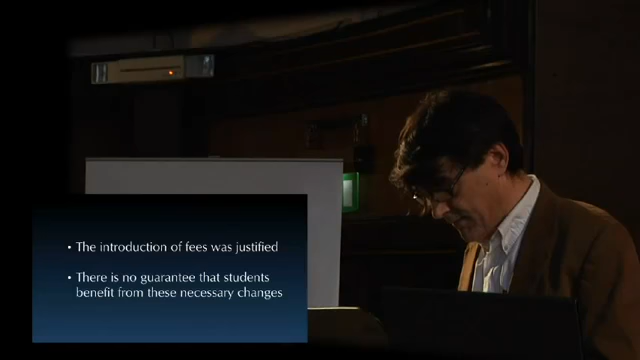 • The introduction of fees was justified
• There is no guarantee that students
benefit from these necessary changes